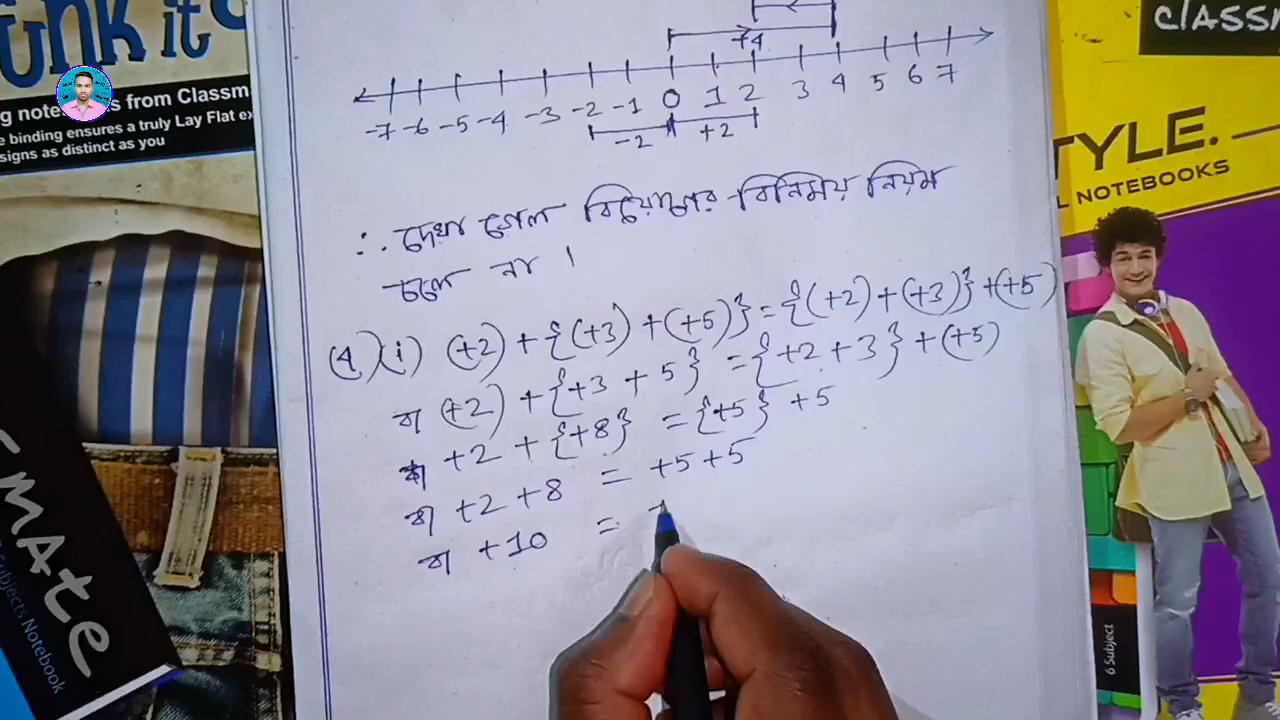 unk it
classm
g notes from Classm
e binding ensures a truly Lay Flat ex
signs as distinct as you
+4
-7 -6 -5 -4 -3 -2 -1 0 1 2 3 4 5 6 7
-2 +2
TYLE.
L NOTEBOOKS
∴ দেখা গেল বিয়োগের বিনিময় নিয়ম
চলে না ।
(4) (i) (+2) + {(+3) + (+5)} = {(+2) + (+3)} + (+5)
বা (+2) + {+3 + 5} = {+2 + 3} + (+5)
বা +2 + {+8} = {+5} +5
বা +2 +8 = +5 +5
বা +10 =
MATE
Subjects Notebook
6 Subject